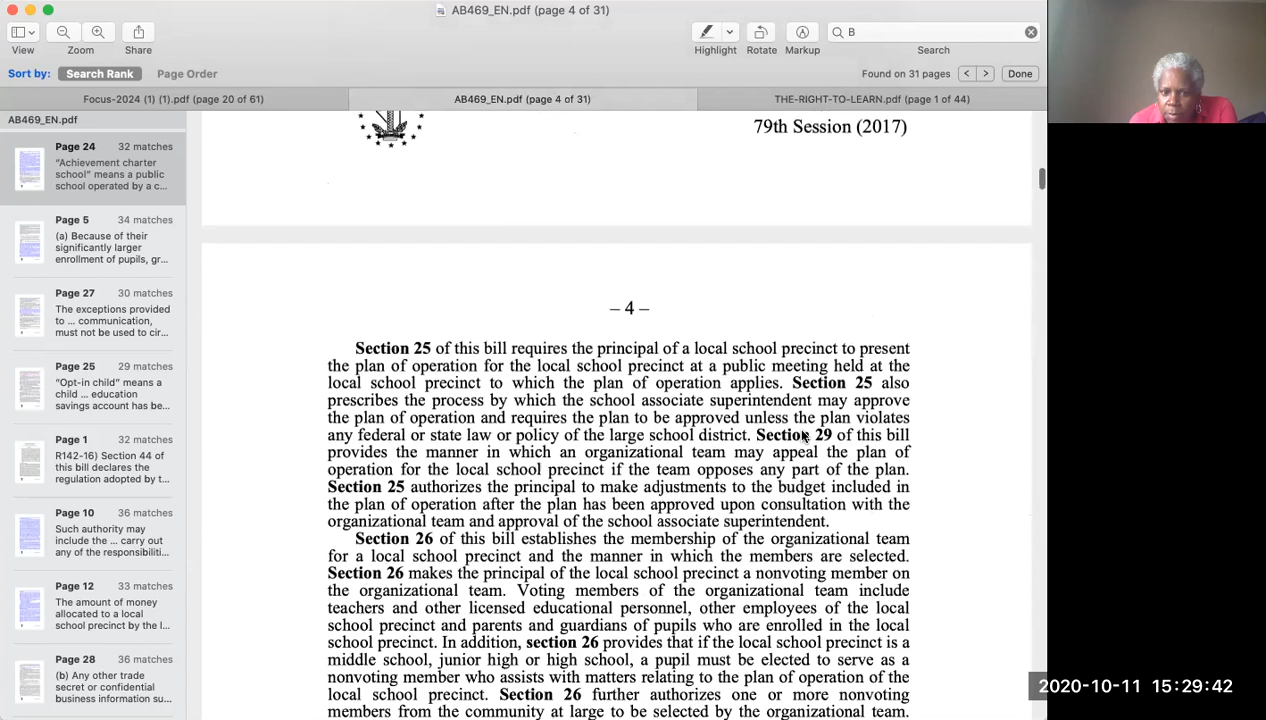 AB469_EN.pdf (page 4 of 31)
View
Zoom
Share
Highlight
Rotate
Markup
B
Search
Sort by:
Search Rank
Page Order
Found on 31 pages
Done
Focus-2024 (1) (1).pdf (page 20 of 61)
AB469_EN.pdf (page 4 of 31)
THE-RIGHT-TO-LEARN.pdf (page 1 of 44)
AB469_EN.pdf
Page 24 32 matches
“Achievement charter
school” means a public
school operated by a c...
Page 5 34 matches
(a) Because of their
significantly larger
enrollment of pupils, gr...
Page 27 30 matches
The exceptions provided
to ... communication,
must not be used to cir...
Page 25 29 matches
“Opt-in child” means a
child ... education
savings account has be...
Page 1 32 matches
R142-16) Section 44 of
this bill declares the
regulation adopted by t...
Page 10 36 matches
Such authority may
include the ... carry out
any of the responsibiliti...
Page 12 33 matches
The amount of money
allocated to a local
school precinct by the l...
Page 28 36 matches
(b) Any other trade
secret or confidential
business information su...
79th Session (2017)
– 4 –
Section 25 of this bill requires the principal of a local school precinct to present
the plan of operation for the local school precinct at a public meeting held at the
local school precinct to which the plan of operation applies. Section 25 also
prescribes the process by which the school associate superintendent may approve
the plan of operation and requires the plan to be approved unless the plan violates
any federal or state law or policy of the large school district. Section 29 of this bill
provides the manner in which an organizational team may appeal the plan of
operation for the local school precinct if the team opposes any part of the plan.
Section 25 authorizes the principal to make adjustments to the budget included in
the plan of operation after the plan has been approved upon consultation with the
organizational team and approval of the school associate superintendent.
Section 26 of this bill establishes the membership of the organizational team
for a local school precinct and the manner in which the members are selected.
Section 26 makes the principal of the local school precinct a nonvoting member on
the organizational team. Voting members of the organizational team include
teachers and other licensed educational personnel, other employees of the local
school precinct and parents and guardians of pupils who are enrolled in the local
school precinct. In addition, section 26 provides that if the local school precinct is a
middle school, junior high or high school, a pupil must be elected to serve as a
nonvoting member who assists with matters relating to the plan of operation of the
local school precinct. Section 26 further authorizes one or more nonvoting
members from the community at large to be selected by the organizational team.
2020-10-11 15:29:42